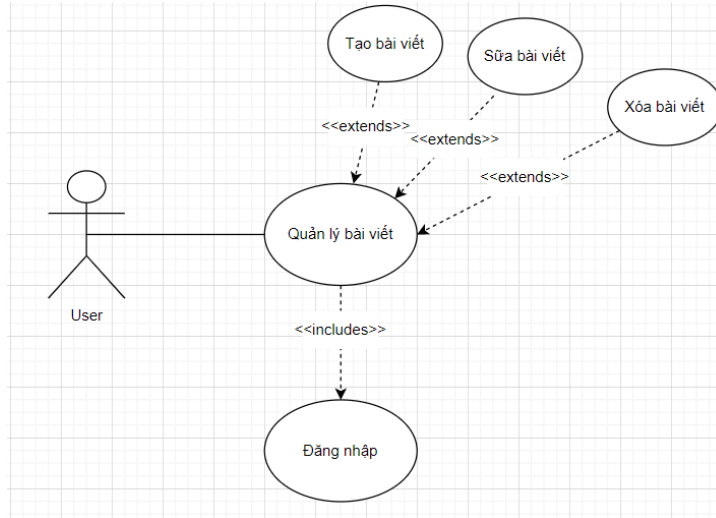 Tạo bài viết
Sữa bài viết
Xóa bài viết
<<extends>>
<<extends>>
<<extends>>
Quản lý bài viết
User
<<includes>>
Đăng nhập